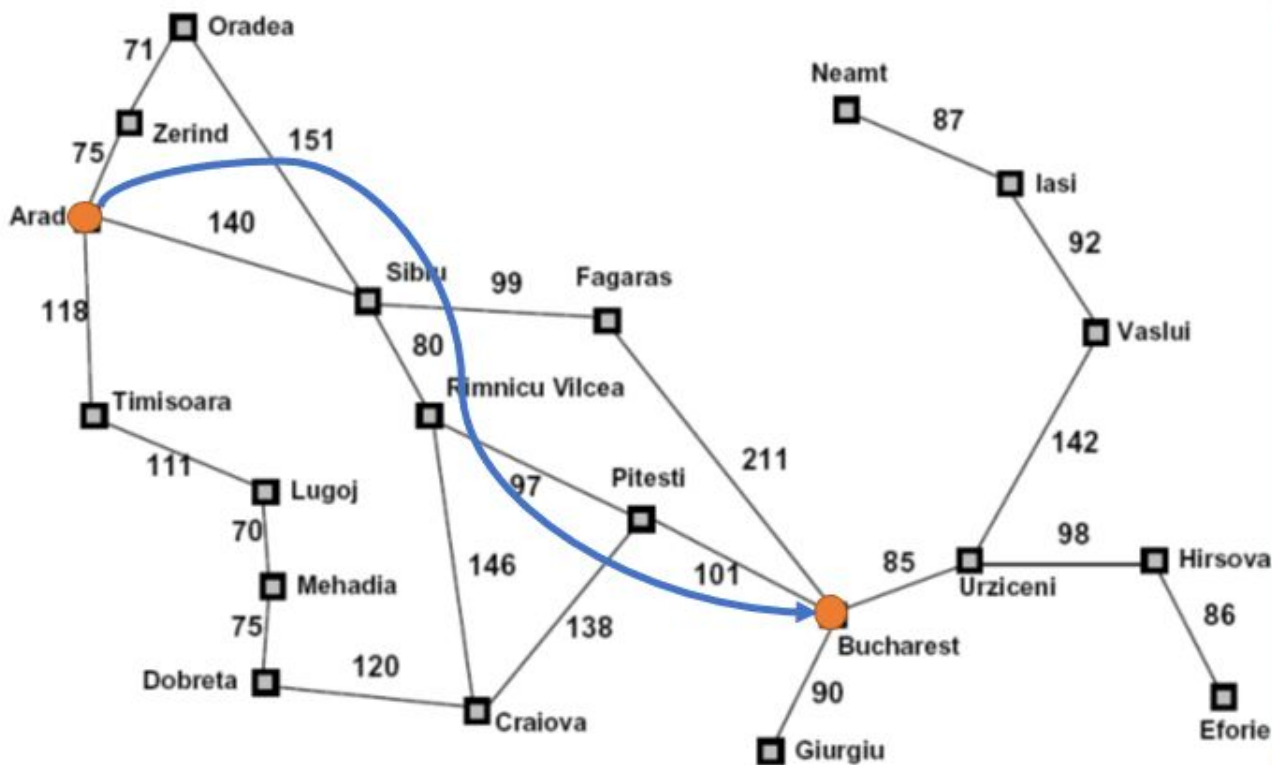 Oradea
71
Neamt
87
Zerind
151
75
Iasi
Arad
140
92
Sibiu
99
Fagaras
118
80
Vaslui
Rimnicu Vilcea
Timisoara
142
111
211
Pitesti
97
Lugoj
70
98
146
85
Hirsova
101
Mehadia
Urziceni
86
75
138
Bucharest
Dobreta
120
90
Craiova
Eforie
Giurgiu